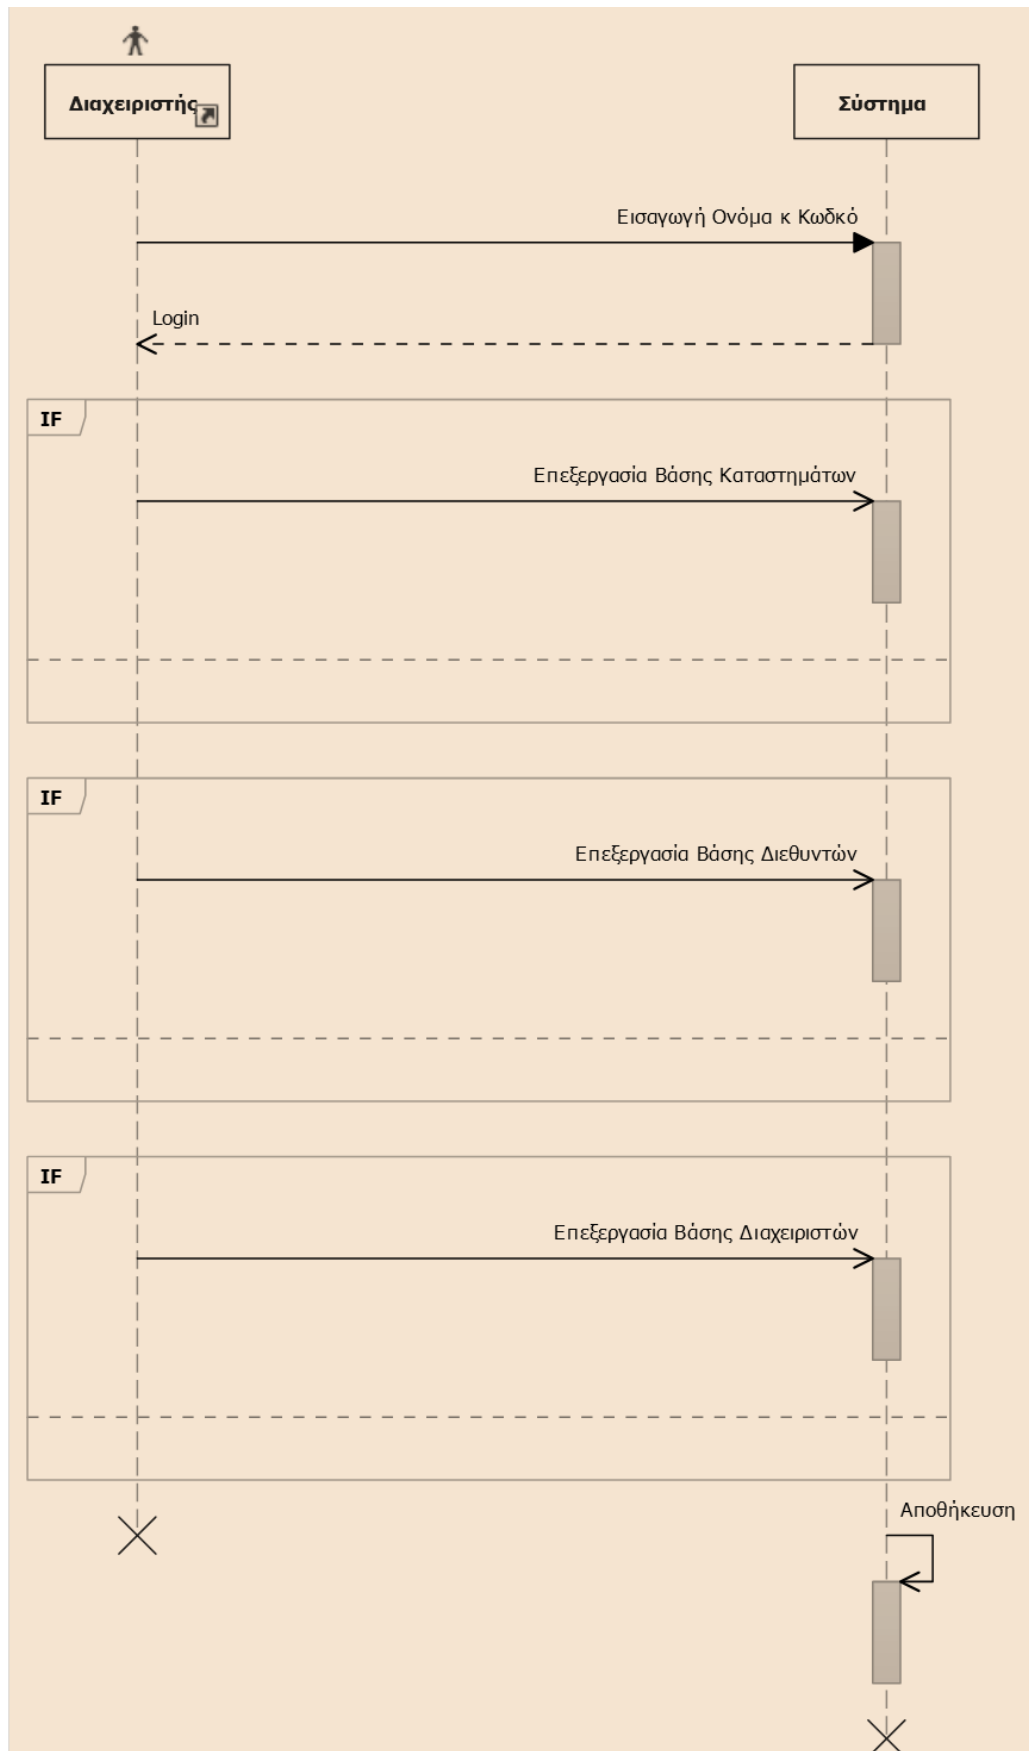 Διαχειριστής
Σύστημα
Εισαγωγή Ονόμα κ Κωδκό
Login
IF
Επεξεργασία Βάσης Καταστημάτων
IF
Επεξεργασία Βάσης Διεθυντών
IF
Επεξεργασία Βάσης Διαχειριστών
Αποθήκευση